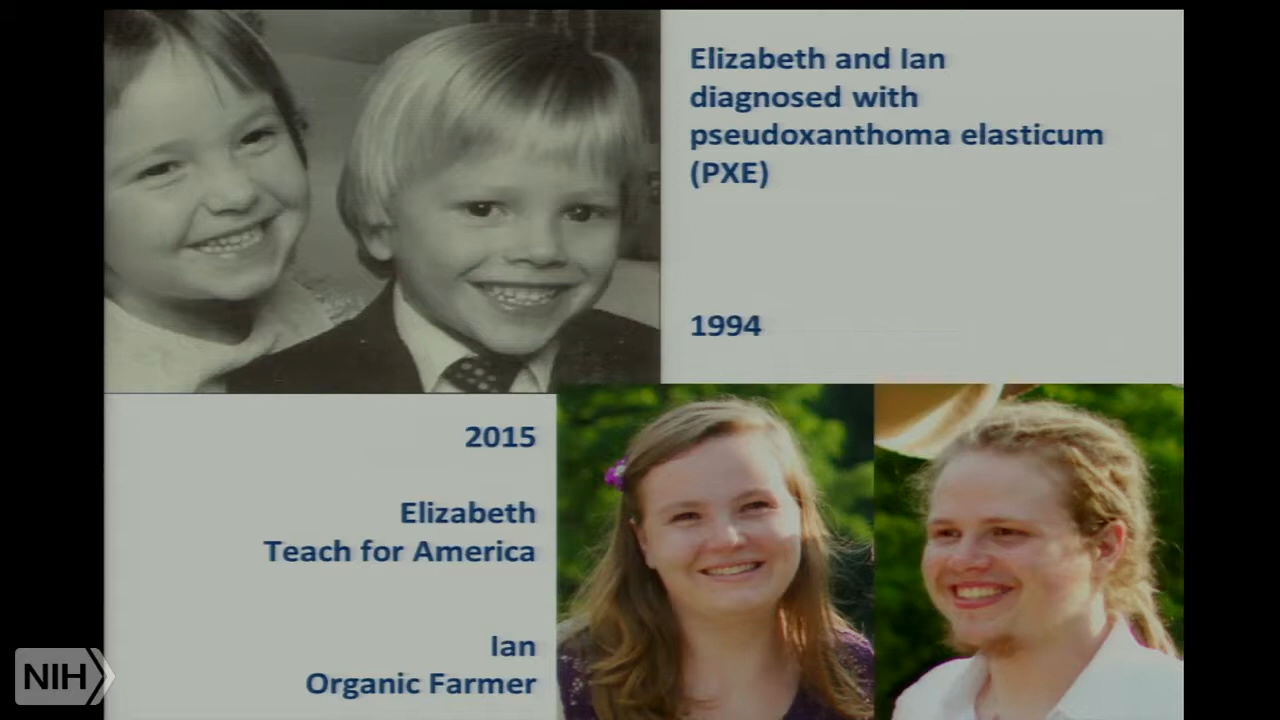 Elizabeth and Ian
diagnosed with
pseudoxanthoma elasticum
(PXE)
1994
2015
Elizabeth
Teach for America
Ian
Organic Farmer
NIH